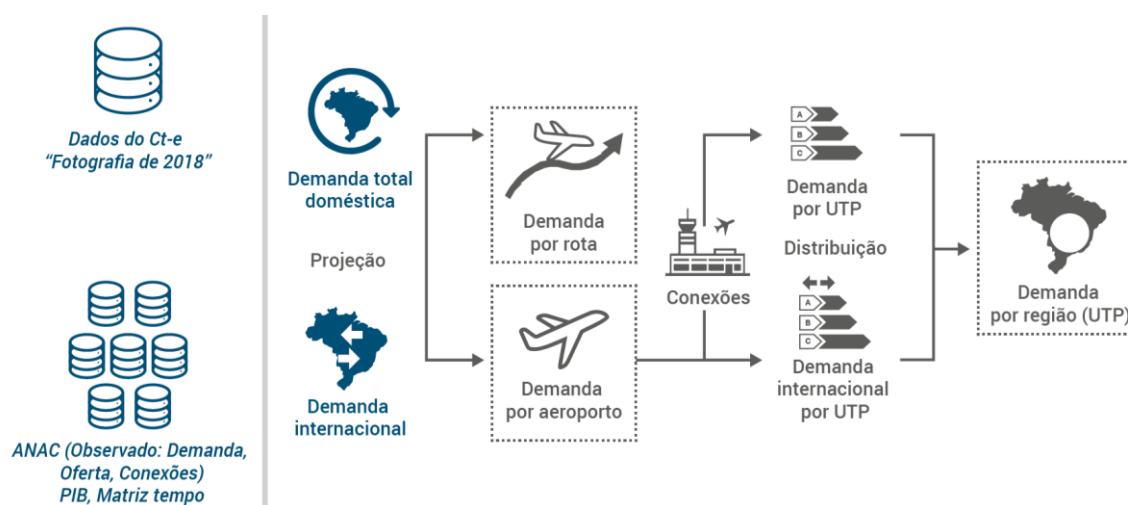 Dados do Ct-e
“Fotografia de 2018”
ANAC (Observado: Demanda,
Oferta, Conexões)
PIB, Matriz tempo
Demanda total
doméstica
Projeção
Demanda
internacional
Demanda
por rota
Demanda
por aeroporto
Conexões
A
B
C
Demanda
por UTP
Distribuição
A
B
C
Demanda
internacional
por UTP
Demanda
por região (UTP)